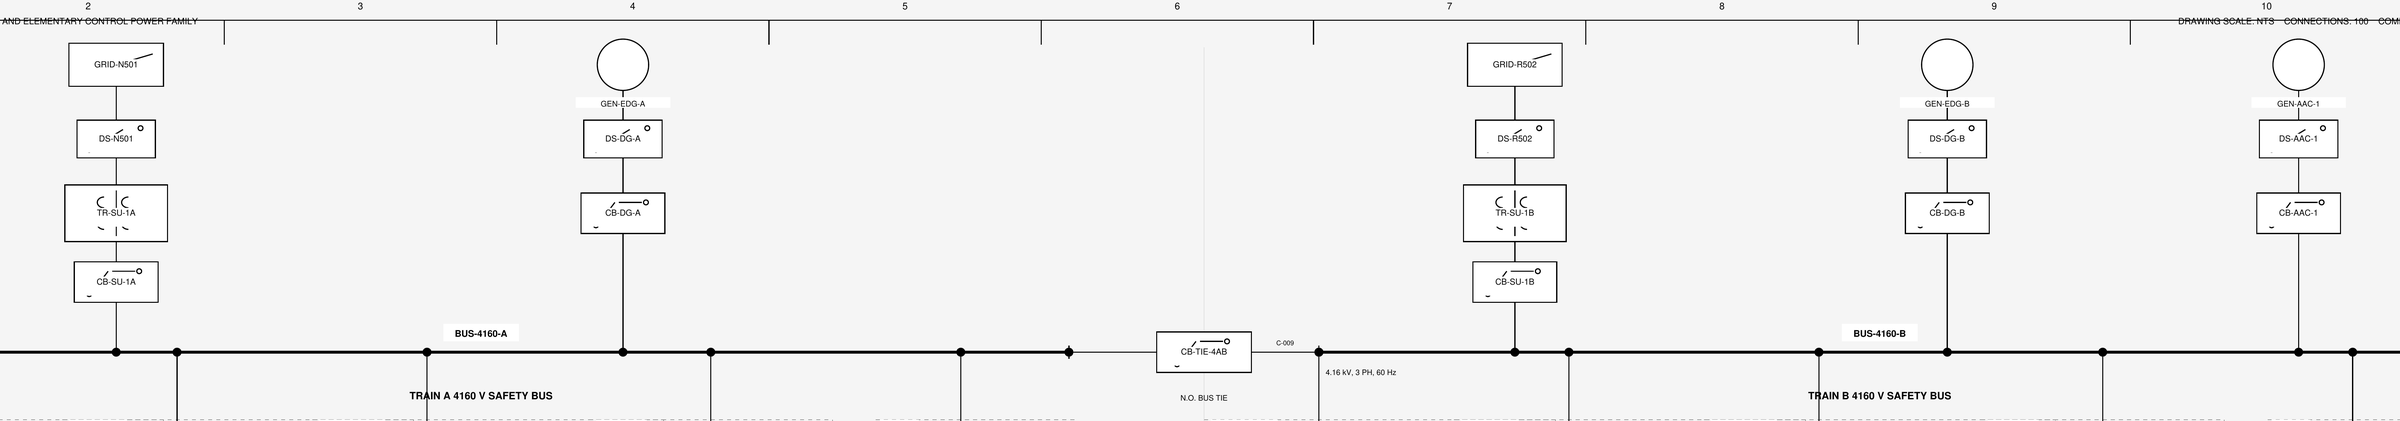 2 3 4 5 6 7 8 9 10
AND ELEMENTARY CONTROL POWER FAMILY
DRAWING SCALE: NTS CONNECTIONS: 100
GRID-N501
GRID-R502
GEN-EDG-A
GEN-EDG-B
GEN-AAC-1
DS-N501
DS-DG-A
DS-R502
DS-DG-B
DS-AAC-1
TR-SU-1A
CB-DG-A
TR-SU-1B
CB-DG-B
CB-AAC-1
CB-SU-1A
CB-SU-1B
BUS-4160-A
BUS-4160-B
C-009
CB-TIE-4AB
4.16 kV, 3 PH, 60 Hz
TRAIN A 4160 V SAFETY BUS
N.O. BUS TIE
TRAIN B 4160 V SAFETY BUS